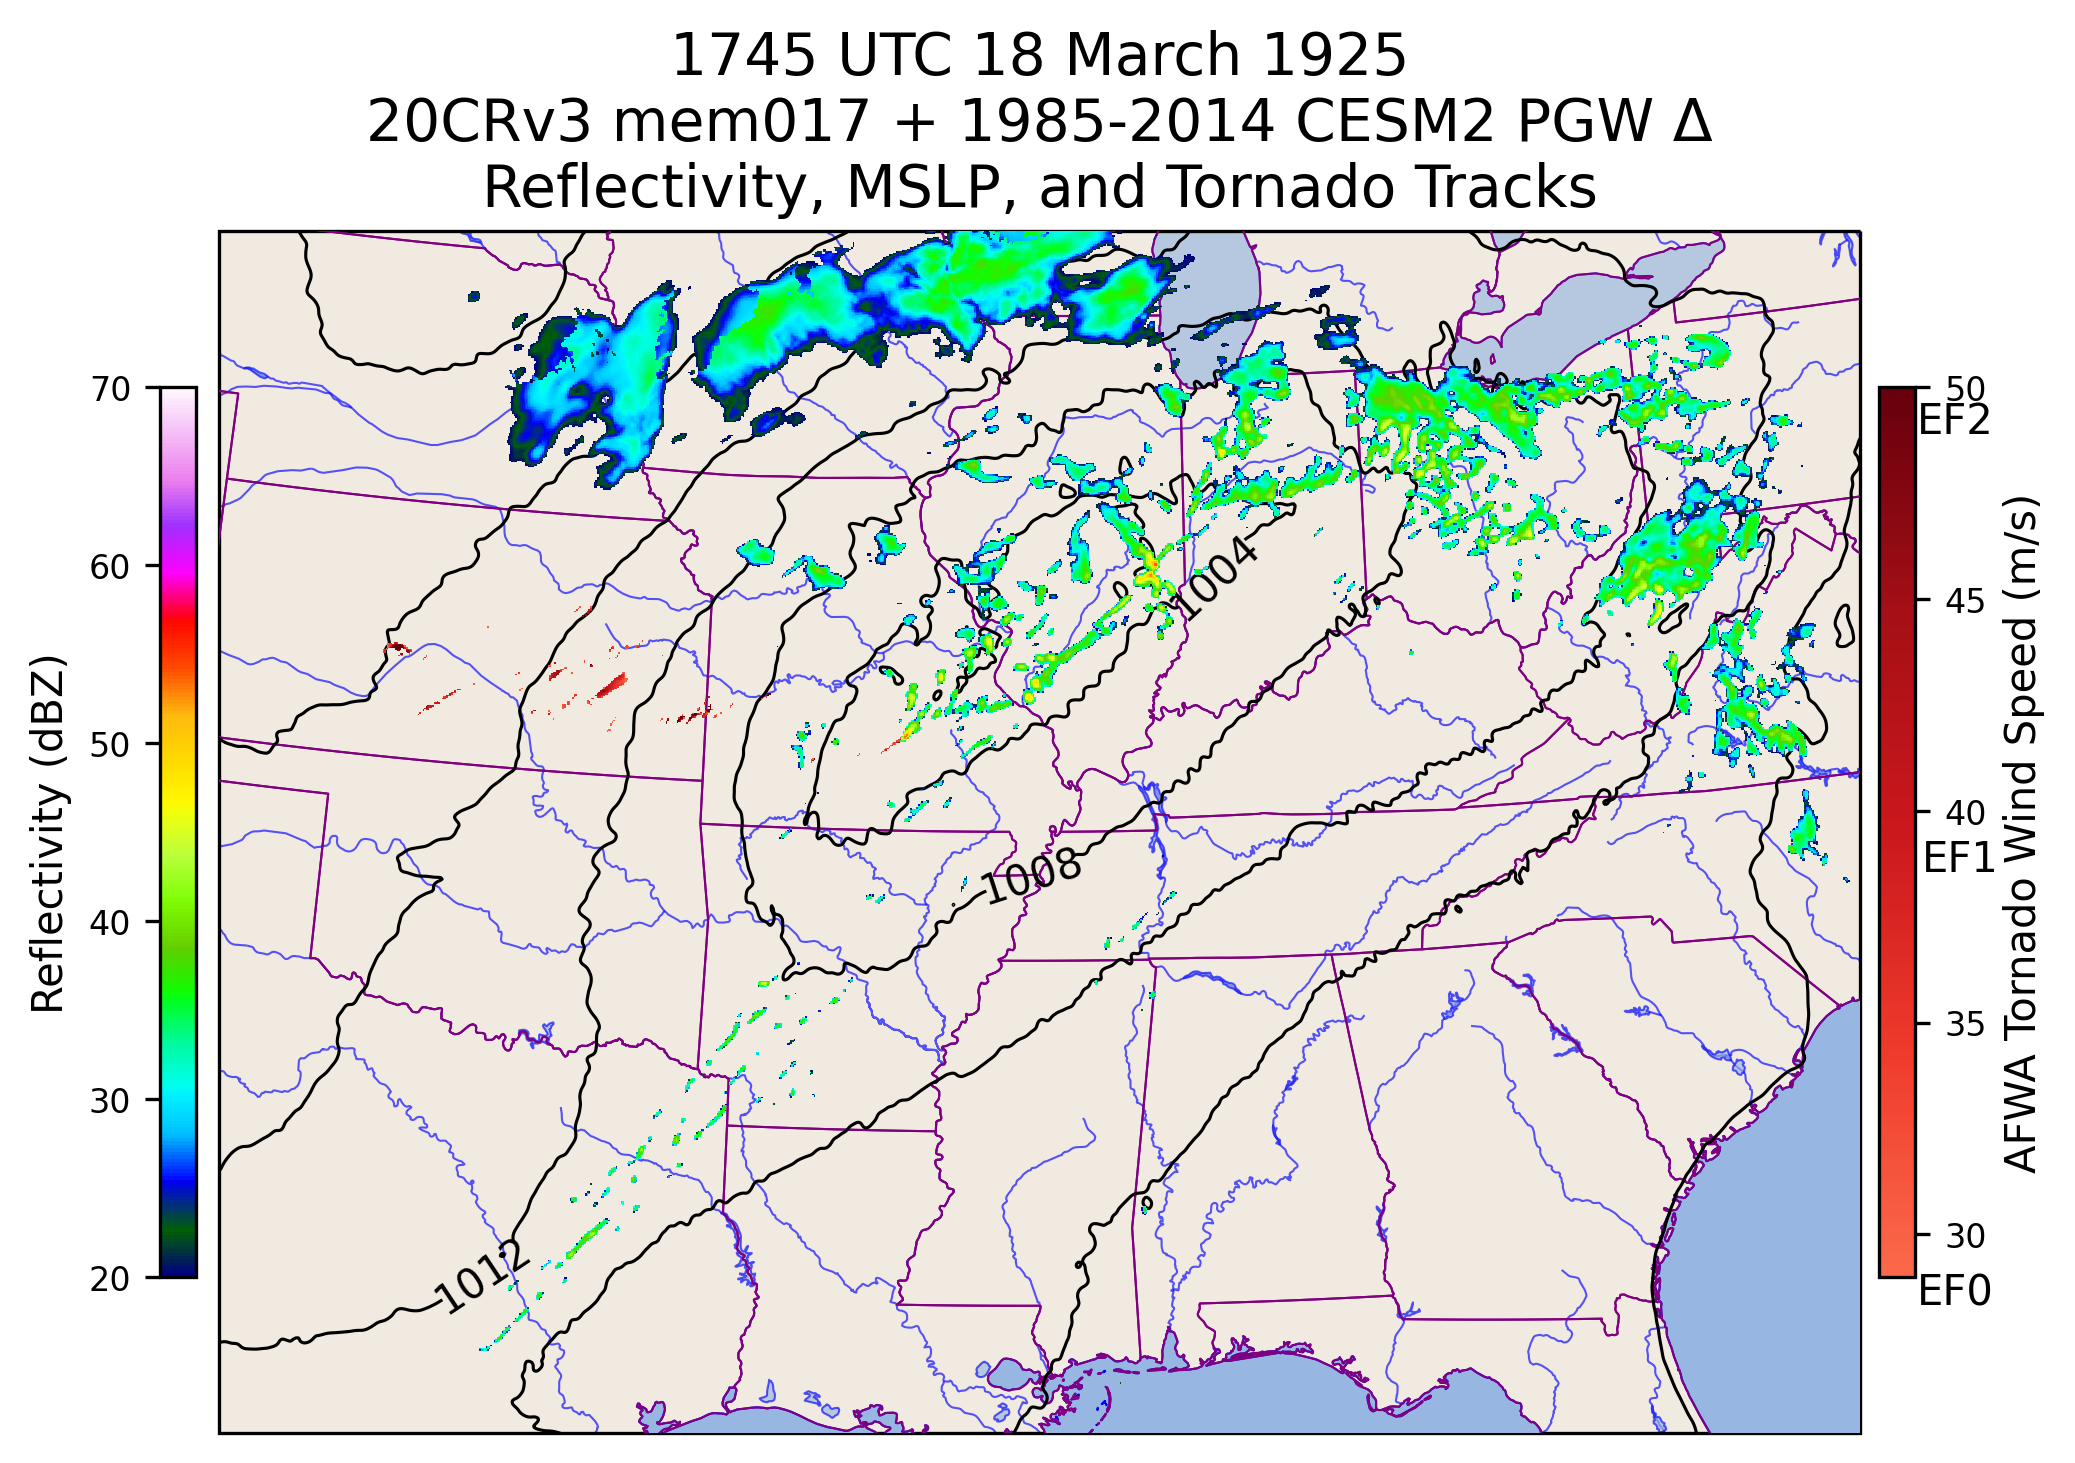 1745 UTC 18 March 1925
20CRv3 mem017 + 1985-2014 CESM2 PGW Δ
Reflectivity, MSLP, and Tornado Tracks
70
60
50
40
30
20
Reflectivity (dBZ)
1004
1008
1012
50
EF2
45
40
EF1
35
30
EF0
AFWA Tornado Wind Speed (m/s)